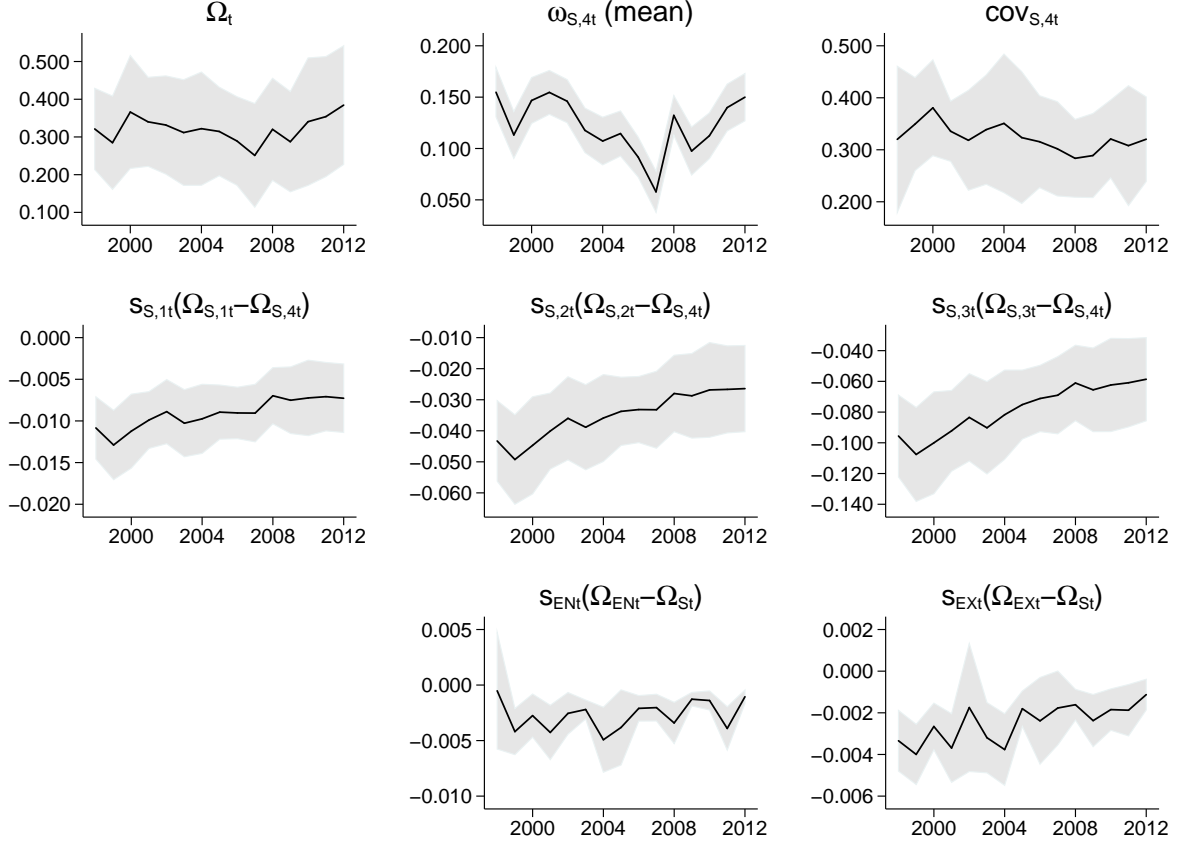 Ωt
0.500
0.400
0.300
0.200
0.100
2000 2004 2008 2012
ωS,4t (mean)
0.200
0.150
0.100
0.050
2000 2004 2008 2012
covS,4t
0.500
0.400
0.300
0.200
2000 2004 2008 2012
sS,1t(ΩS,1t−ΩS,4t)
0.000
−0.005
−0.010
−0.015
−0.020
2000 2004 2008 2012
sS,2t(ΩS,2t−ΩS,4t)
−0.010
−0.020
−0.030
−0.040
−0.050
−0.060
2000 2004 2008 2012
sS,3t(ΩS,3t−ΩS,4t)
−0.040
−0.060
−0.080
−0.100
−0.120
−0.140
2000 2004 2008 2012
sENt(ΩENt−ΩSt)
0.005
0.000
−0.005
−0.010
2000 2004 2008 2012
sEXt(ΩEXt−ΩSt)
0.002
0.000
−0.002
−0.004
−0.006
2000 2004 2008 2012